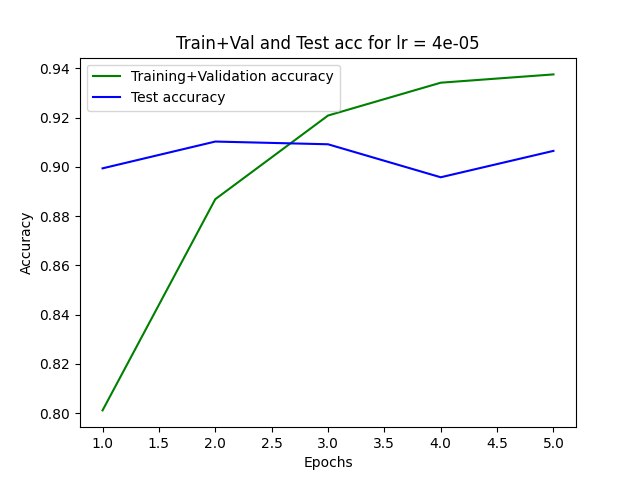 Train+Val and Test acc for lr = 4e-05
Training+Validation accuracy
Test accuracy
0.94
0.92
0.90
0.88
0.86
0.84
0.82
0.80
Accuracy
1.0 1.5 2.0 2.5 3.0 3.5 4.0 4.5 5.0
Epochs